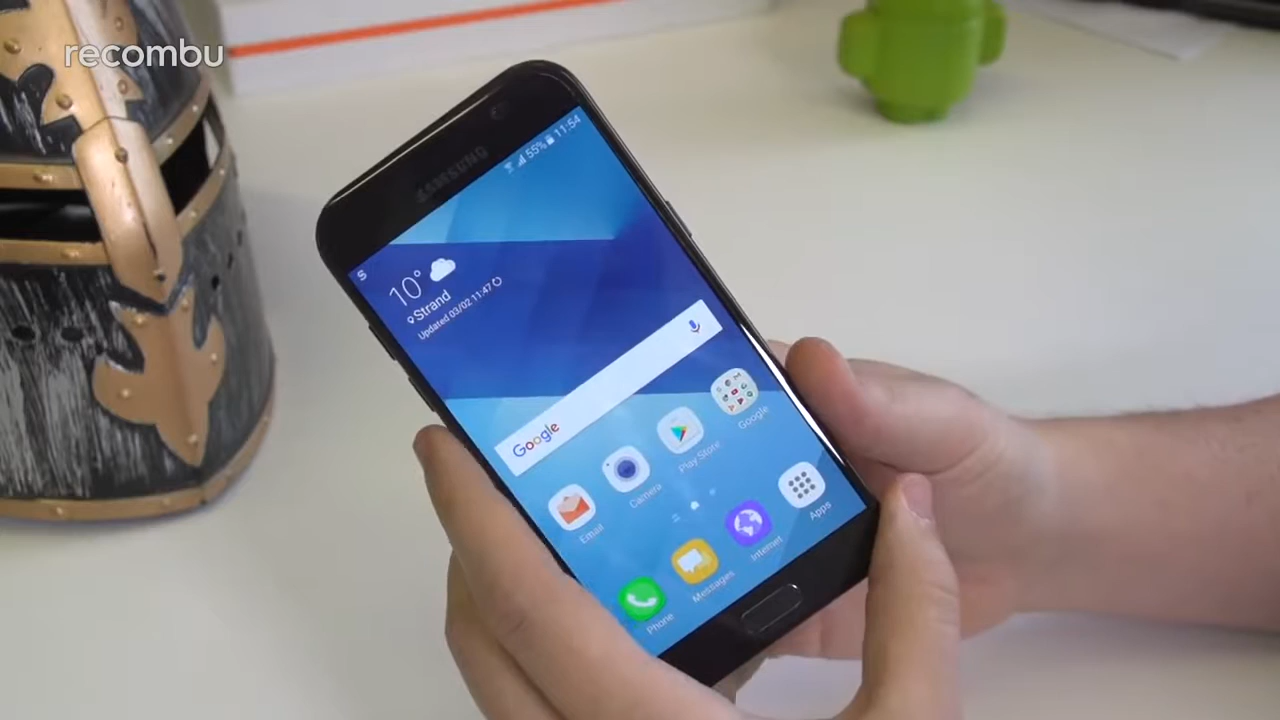 recombu
SAMSUNG
55% 11:54
S
10°
Strand
Updated 03/02 11:47
Google
Email
Camera
Play Store
Google
Phone
Messages
Internet
Apps